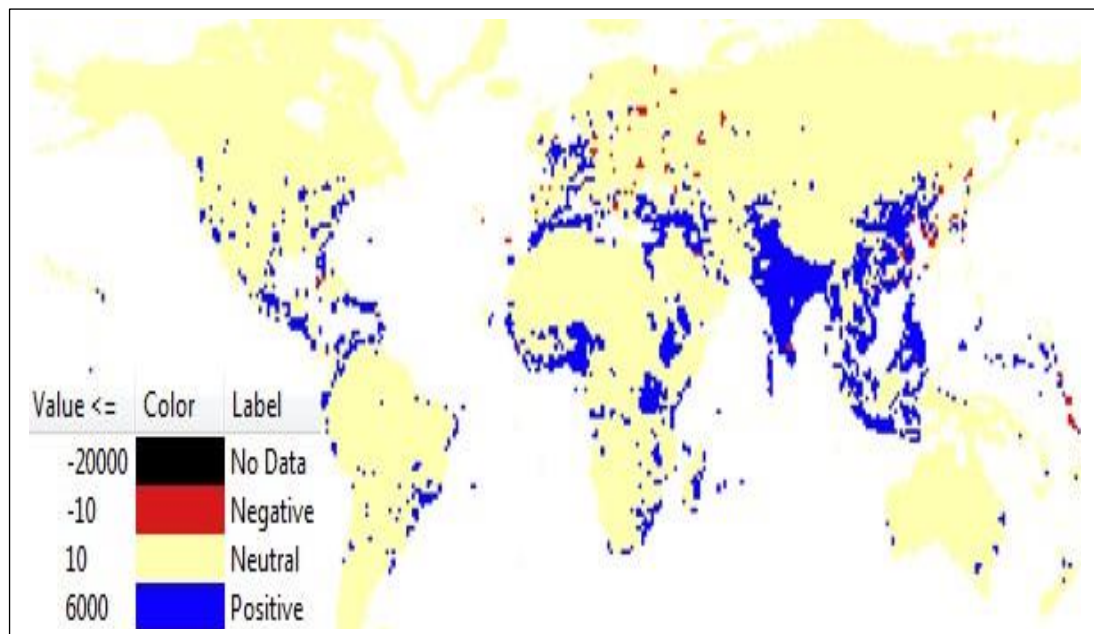 Value <= Color Label
-20000 No Data
-10 Negative
10 Neutral
6000 Positive